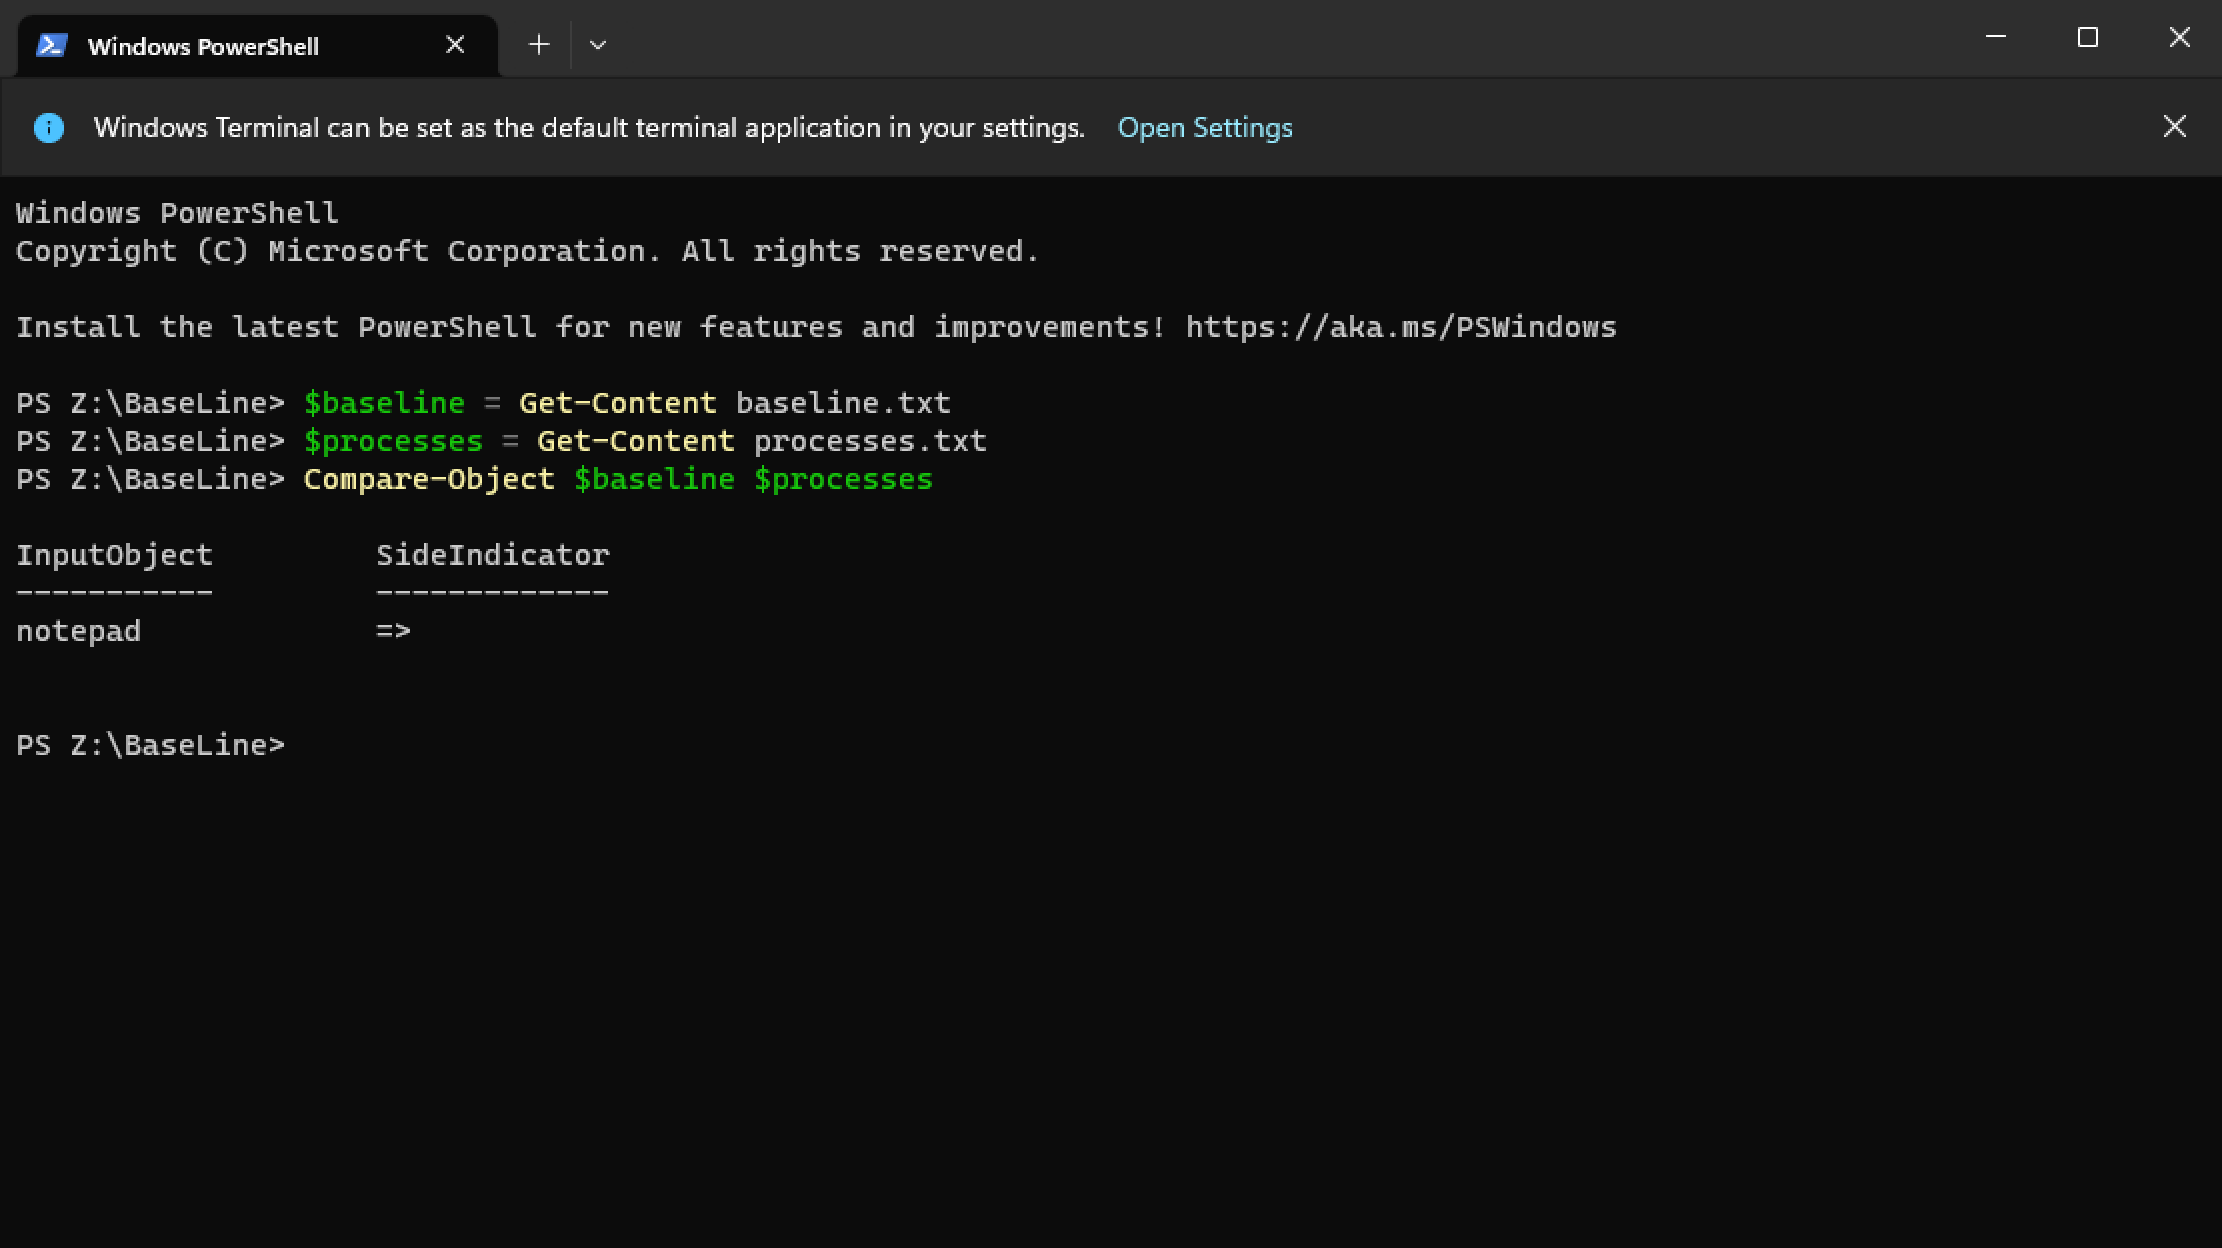 Windows PowerShell
Windows Terminal can be set as the default terminal application in your settings. Open Settings
Windows PowerShell
Copyright (C) Microsoft Corporation. All rights reserved.
Install the latest PowerShell for new features and improvements! https://aka.ms/PSWindows
PS Z:\BaseLine> $baseline = Get-Content baseline.txt
PS Z:\BaseLine> $processes = Get-Content processes.txt
PS Z:\BaseLine> Compare-Object $baseline $processes
InputObject SideIndicator
----------- -------------
notepad =>
PS Z:\BaseLine>